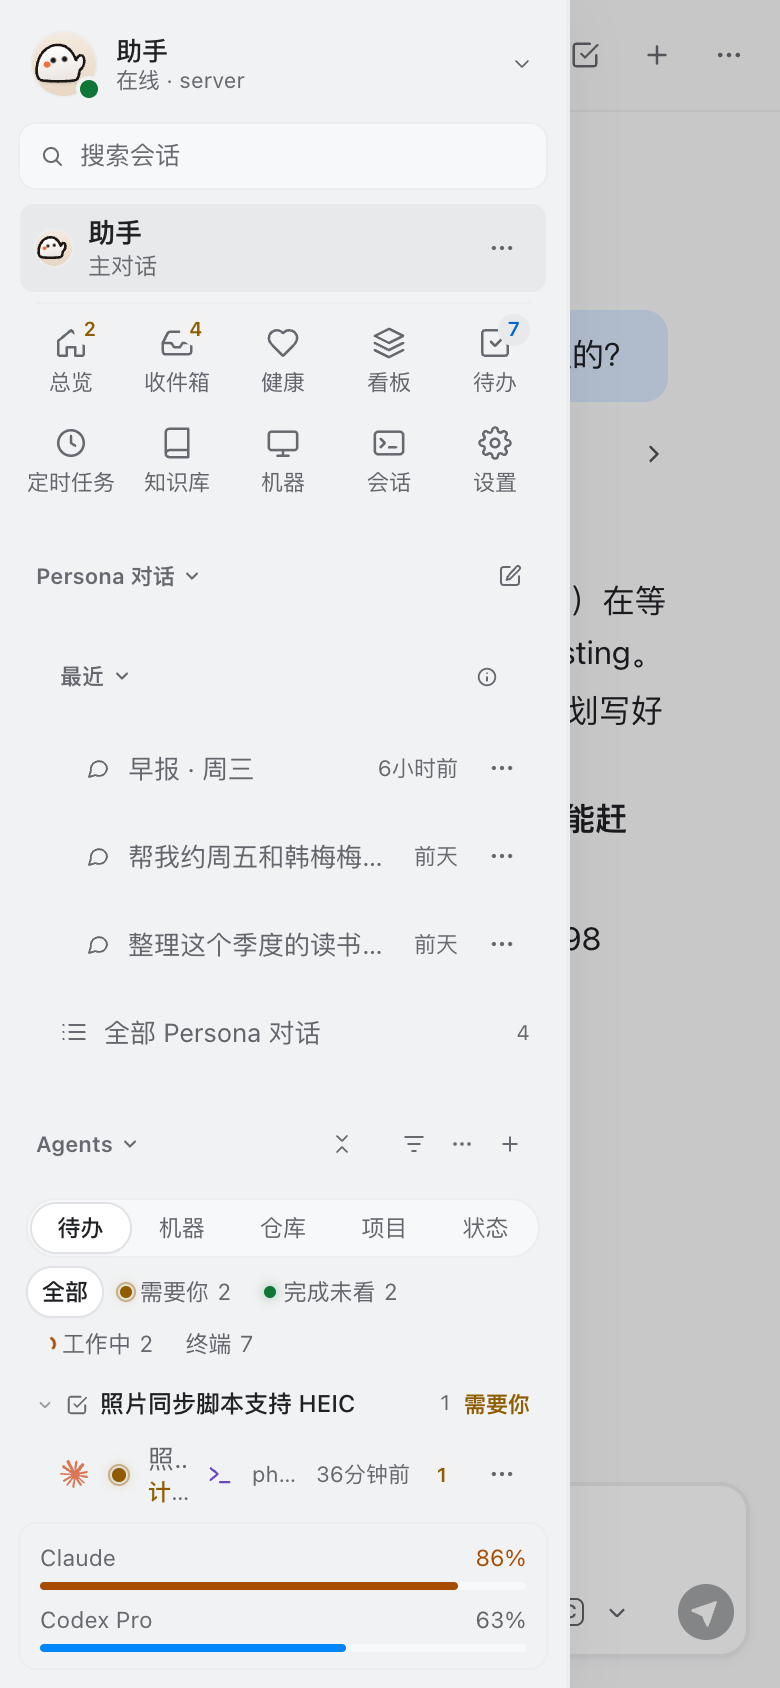 助手
在线 · server
搜索会话
助手
主对话
2 4 7
总览 收件箱 健康 看板 待办
定时任务 知识库 机器 会话 设置
的?
Persona 对话
）在等
sting。
最近
划写好
早报 · 周三 6小时前
能赶
帮我约周五和韩梅梅... 前天
整理这个季度的读书... 前天
98
全部 Persona 对话 4
Agents
待办 机器 仓库 项目 状态
全部 需要你 2 完成未看 2
工作中 2 终端 7
照片同步脚本支持 HEIC 1 需要你
照.. ph... 36分钟前 1
计...
Claude 86%
Codex Pro 63%